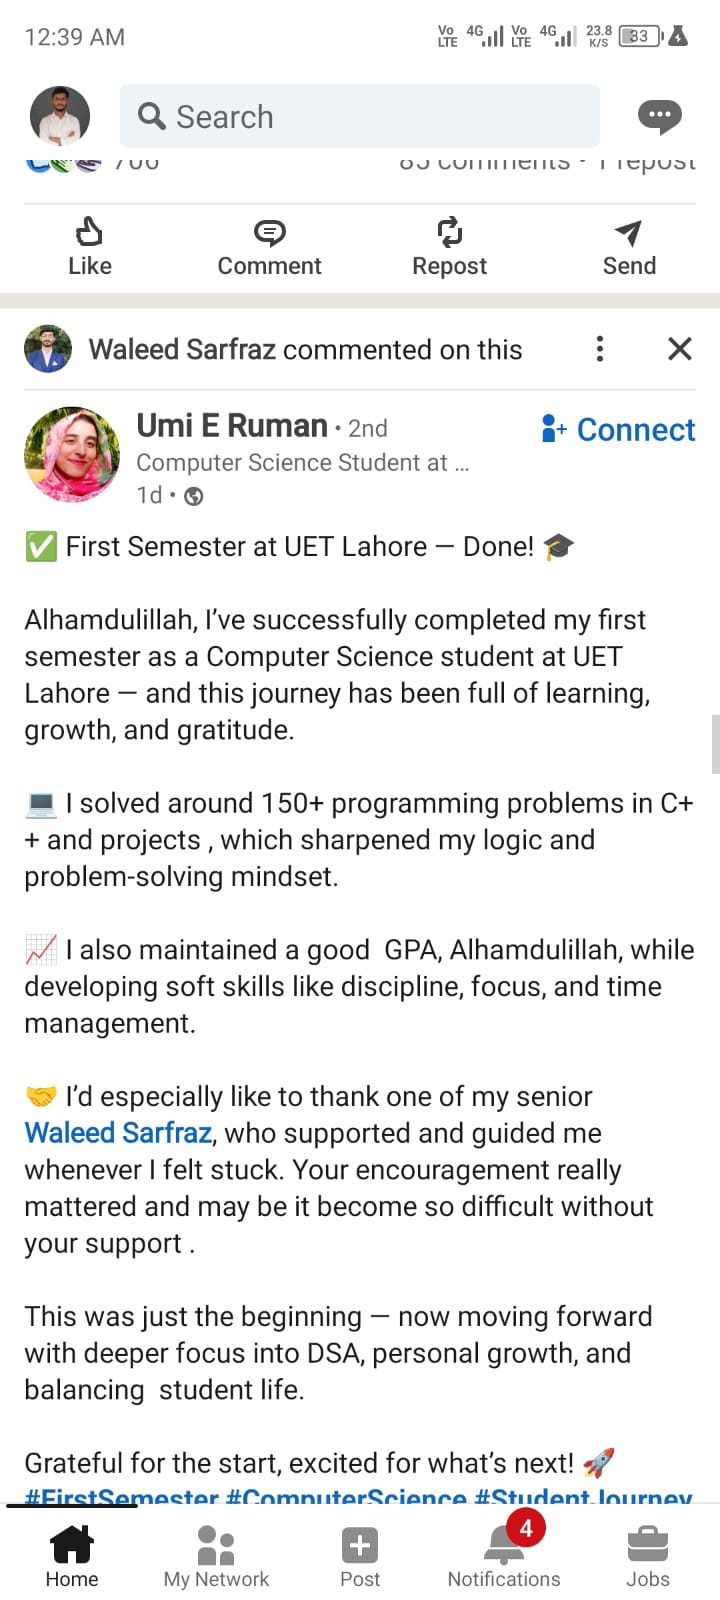 12:39 AM
Vo LTE 4G Vo LTE 4G 23.8 K/S 33
Search
706 85 comments · 1 repost
Like Comment Repost Send
Waleed Sarfraz commented on this
Umi E Ruman • 2nd
Connect
Computer Science Student at ...
1d •
✅ First Semester at UET Lahore — Done! 🎓
Alhamdulillah, I’ve successfully completed my first
semester as a Computer Science student at UET
Lahore — and this journey has been full of learning,
growth, and gratitude.
💻 I solved around 150+ programming problems in C+
+ and projects , which sharpened my logic and
problem-solving mindset.
📈 I also maintained a good  GPA, Alhamdulillah, while
developing soft skills like discipline, focus, and time
management.
🤝 I’d especially like to thank one of my senior
Waleed Sarfraz, who supported and guided me
whenever I felt stuck. Your encouragement really
mattered and may be it become so difficult without
your support .
This was just the beginning — now moving forward
with deeper focus into DSA, personal growth, and
balancing  student life.
Grateful for the start, excited for what’s next! 🚀
#FirstSemester #ComputerScience #StudentJourney
4
Home My Network Post Notifications Jobs